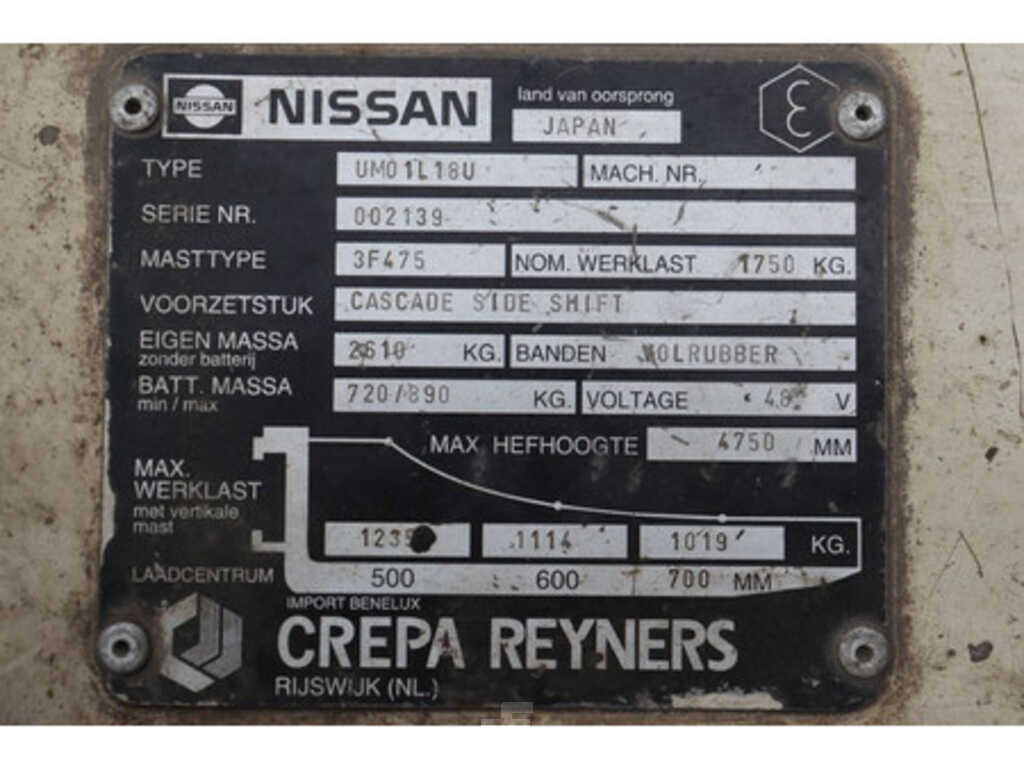 NISSAN NISSAN land van oorsprong
JAPAN
TYPE UM01L18U MACH. NR.
SERIE NR. 002139
MASTTYPE 3F475 NOM. WERKLAST 1750 KG.
VOORZETSTUK CASCADE SIDE SHIFT
EIGEN MASSA 2610 KG. BANDEN VOLRUBBER
zonder batterij
BATT. MASSA 720/890 KG. VOLTAGE 48 V
min / max
MAX HEFHOOGTE 4750 MM
MAX.
WERKLAST
met vertikale
mast
1114 1019 KG.
LAADCENTRUM 500 600 700 MM
IMPORT BENELUX
CREPA REYNERS
RIJSWIJK (NL.)